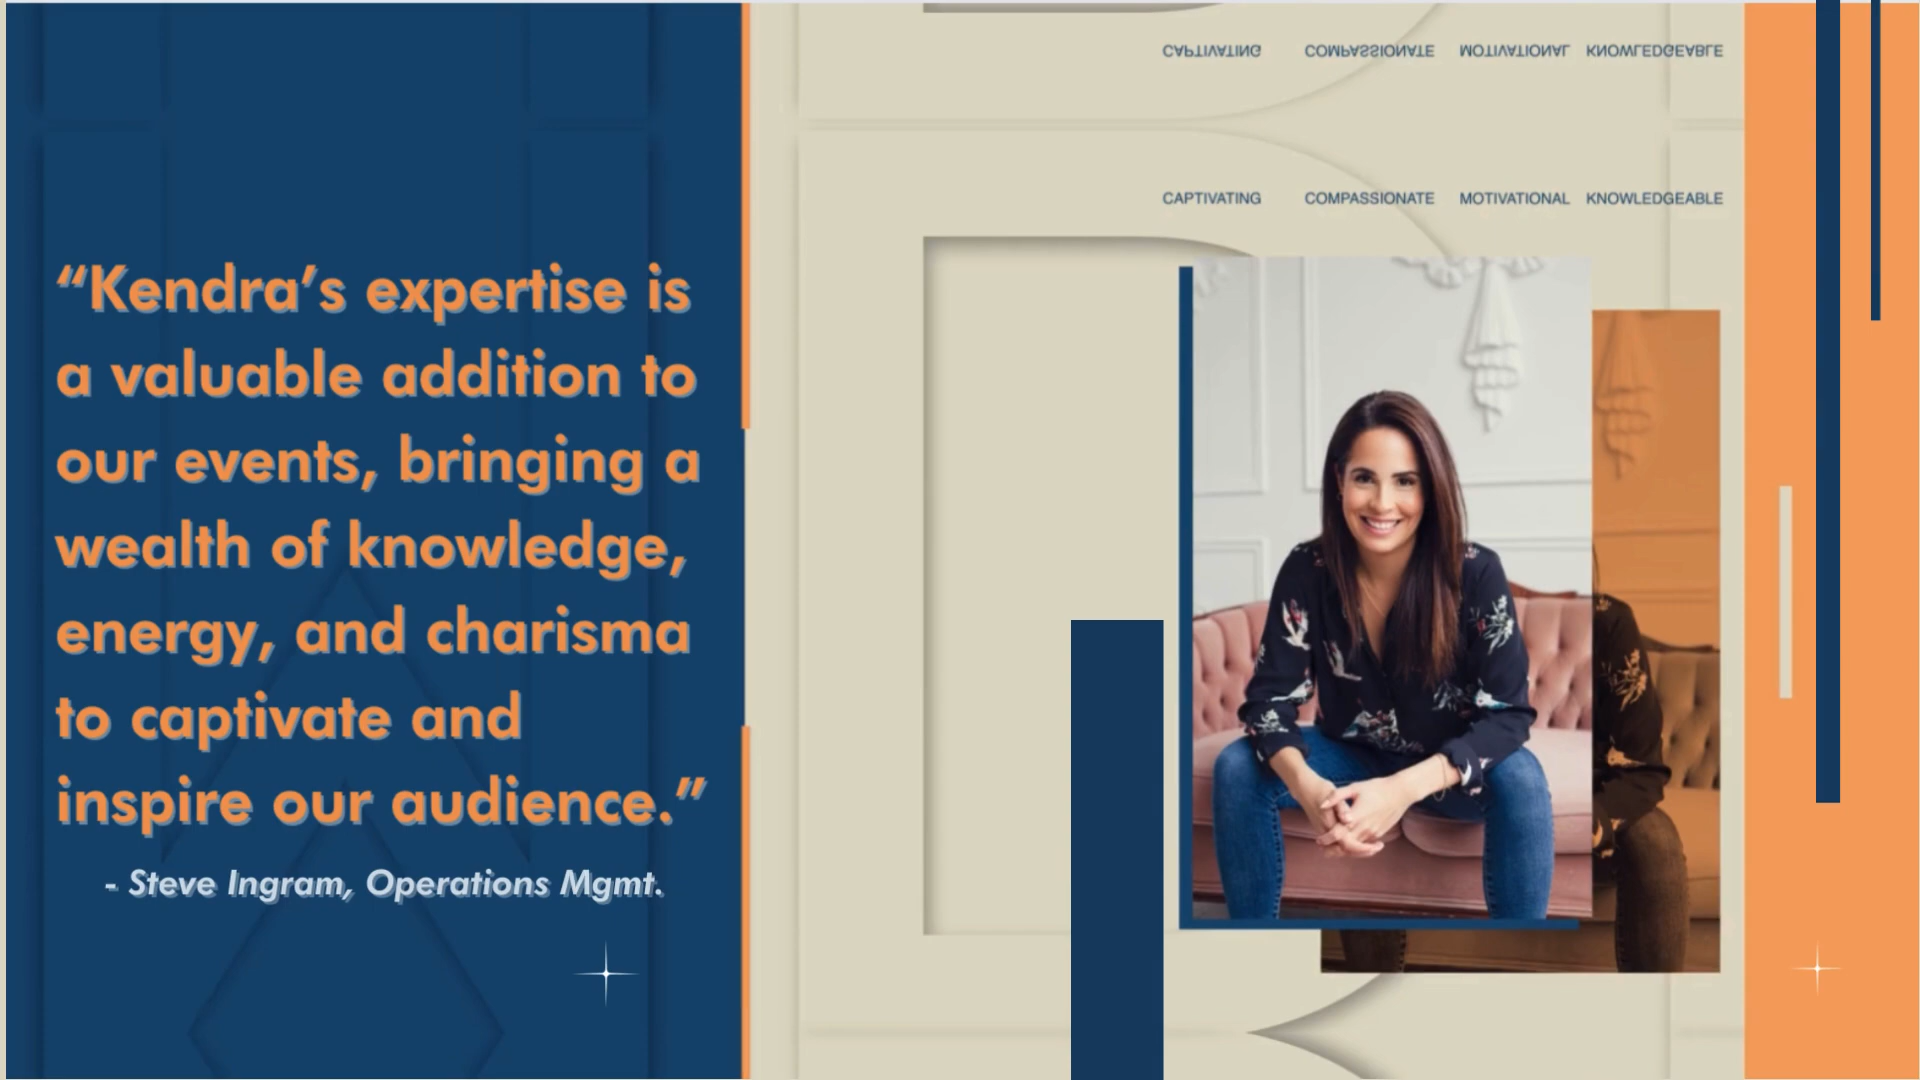 CAPTIVATING COMPASSIONATE MOTIVATIONAL KNOWLEDGEABLE
CAPTIVATING COMPASSIONATE MOTIVATIONAL KNOWLEDGEABLE
“Kendra’s expertise is
a valuable addition to
our events, bringing a
wealth of knowledge,
energy, and charisma
to captivate and
inspire our audience.”
- Steve Ingram, Operations Mgmt.